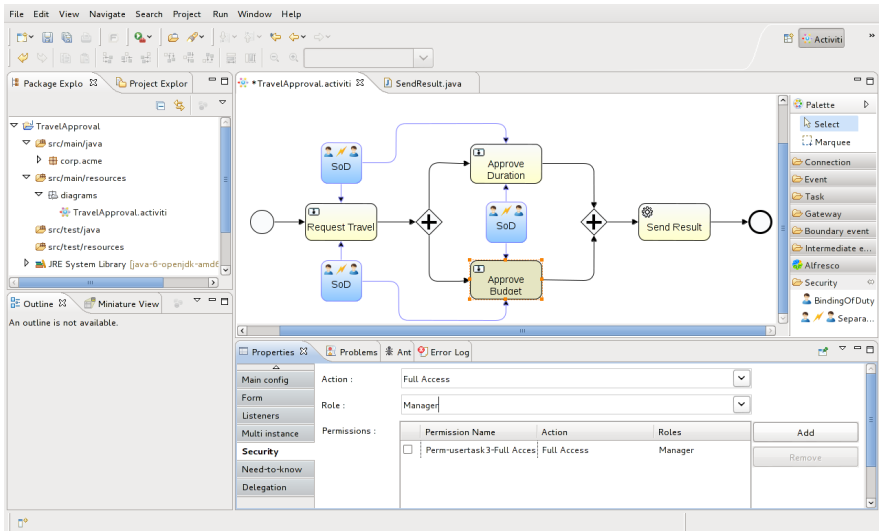 File Edit View Navigate Search Project Run Window Help
Activiti
»
Package Explo
Project Explor
TravelApproval
src/main/java
corp.acme
src/main/resources
diagrams
TravelApproval.activiti
src/test/java
src/test/resources
JRE System Library [java-6-openjdk-amd6
Outline
Miniature View
An outline is not available.
*TravelApproval.activiti
SendResult.java
SoD
Approve
Duration
Request Travel
SoD
Send Result
SoD
Approve
Budget
Palette
Select
Marquee
Connection
Event
Task
Gateway
Boundary event
Intermediate e...
Alfresco
Security
BindingOfDuty
Separa...
Properties
Problems
Ant
Error Log
Main config
Form
Listeners
Multi instance
Security
Need-to-know
Delegation
Action :
Full Access
Role :
Manager
Permissions :
Permission Name Action Roles
Perm-usertask3-Full Acces Full Access Manager
Add
Remove